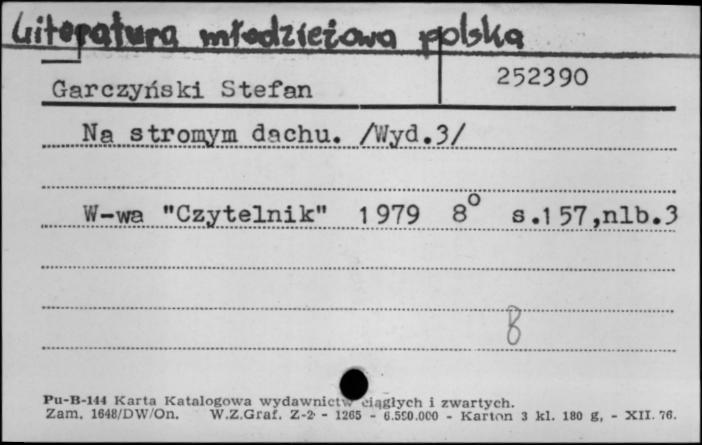 Literatura młodzieżowa polska
Garczyński Stefan
252390
Na stromym dachu. /Wyd.3/
W-wa "Czytelnik" 1979 8° s.157,nlb.3
B
Pu-B-144 Karta Katalogowa wydawnictw ciągłych i zwartych.
Zam. 1648/DW/On. W.Z.Graf. Z-2 - 1265 - 6.550.000 - Karton 3 kl. 180 g, - XII. 76.